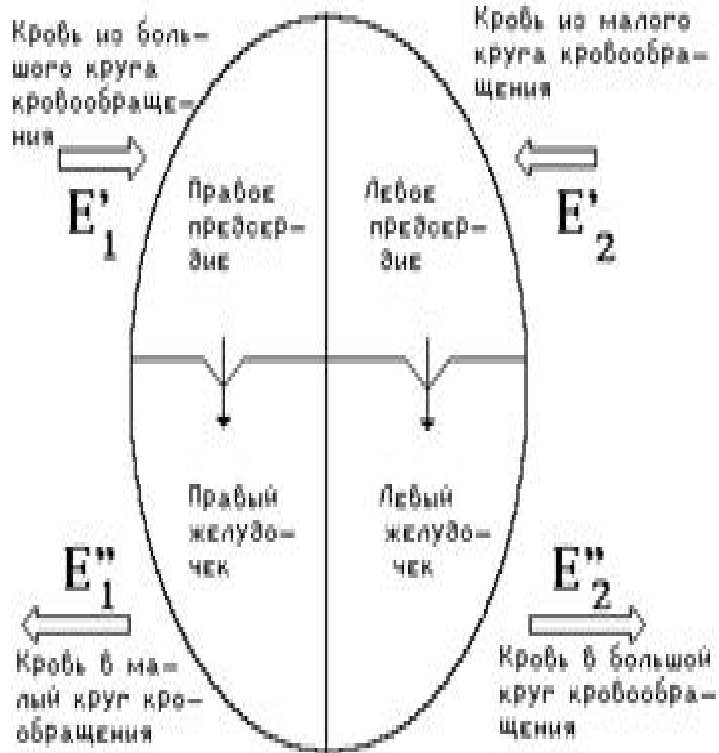 Кровь из боль-
шого круга
кровообраще-
ния
E'1
Кровь из малого
круга кровообра-
щения
E'2
Правое
предсер-
дие
Левое
предсер-
дие
Правый
желудо-
чек
Левый
желудо-
чек
E"1
Кровь в ма-
лый круг кро-
обращения
E"2
Кровь в большой
круг кровообра-
щения